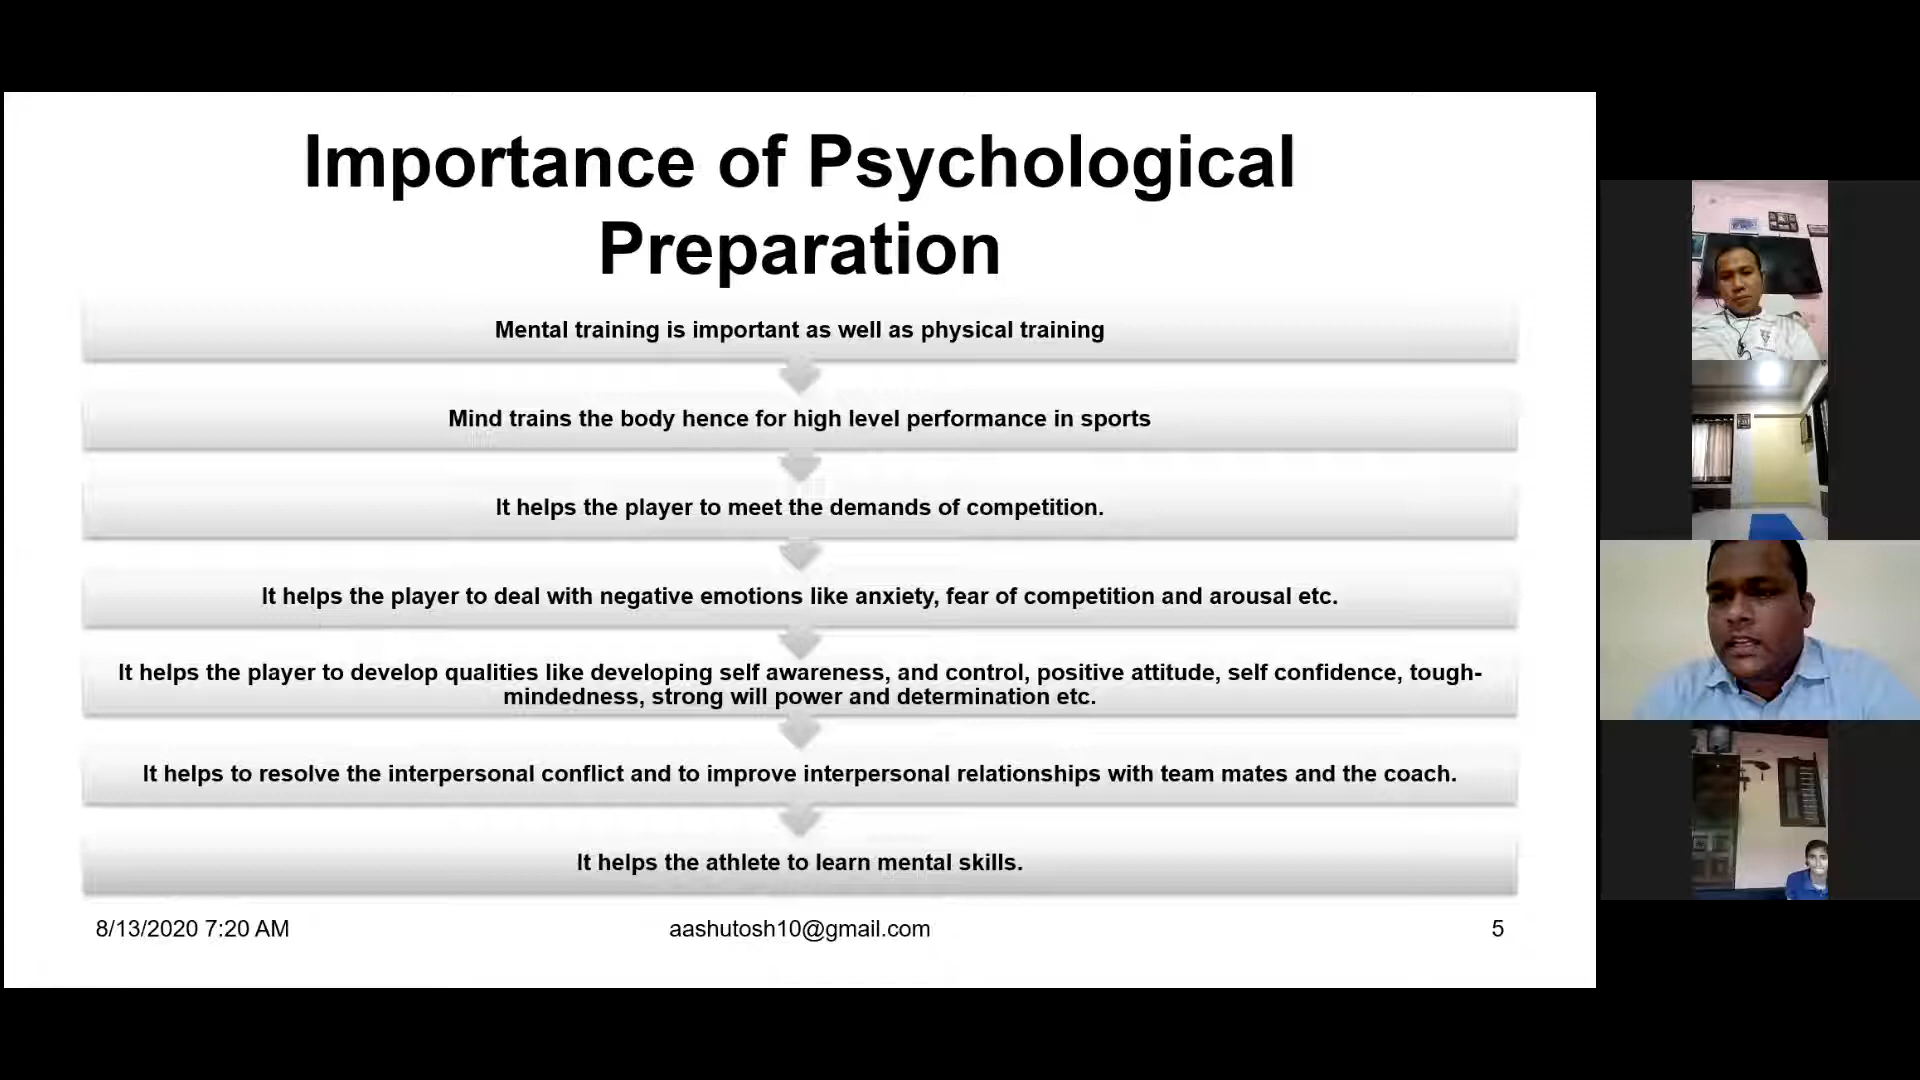 Importance of Psychological
Preparation
Mental training is important as well as physical training
Mind trains the body hence for high level performance in sports
It helps the player to meet the demands of competition.
It helps the player to deal with negative emotions like anxiety, fear of competition and arousal etc.
It helps the player to develop qualities like developing self awareness, and control, positive attitude, self confidence, tough-
mindedness, strong will power and determination etc.
It helps to resolve the interpersonal conflict and to improve interpersonal relationships with team mates and the coach.
It helps the athlete to learn mental skills.
8/13/2020 7:20 AM
aashutosh10@gmail.com
5